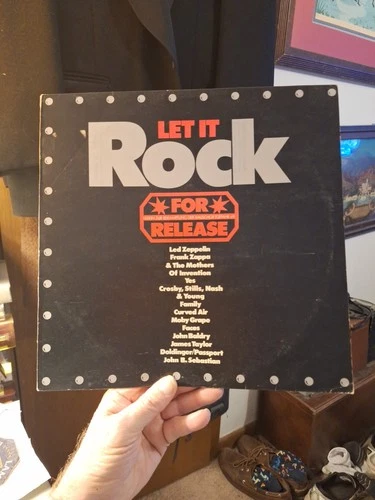 LET IT
Rock
FOR
RELEASE
Led Zeppelin
Frank Zappa
& The Mothers
Of Invention
Yes
Crosby, Stills, Nash
& Young
Family
Curved Air
Moby Grape
Faces
John Baldry
James Taylor
Doldinger/Passport
John B. Sebastian